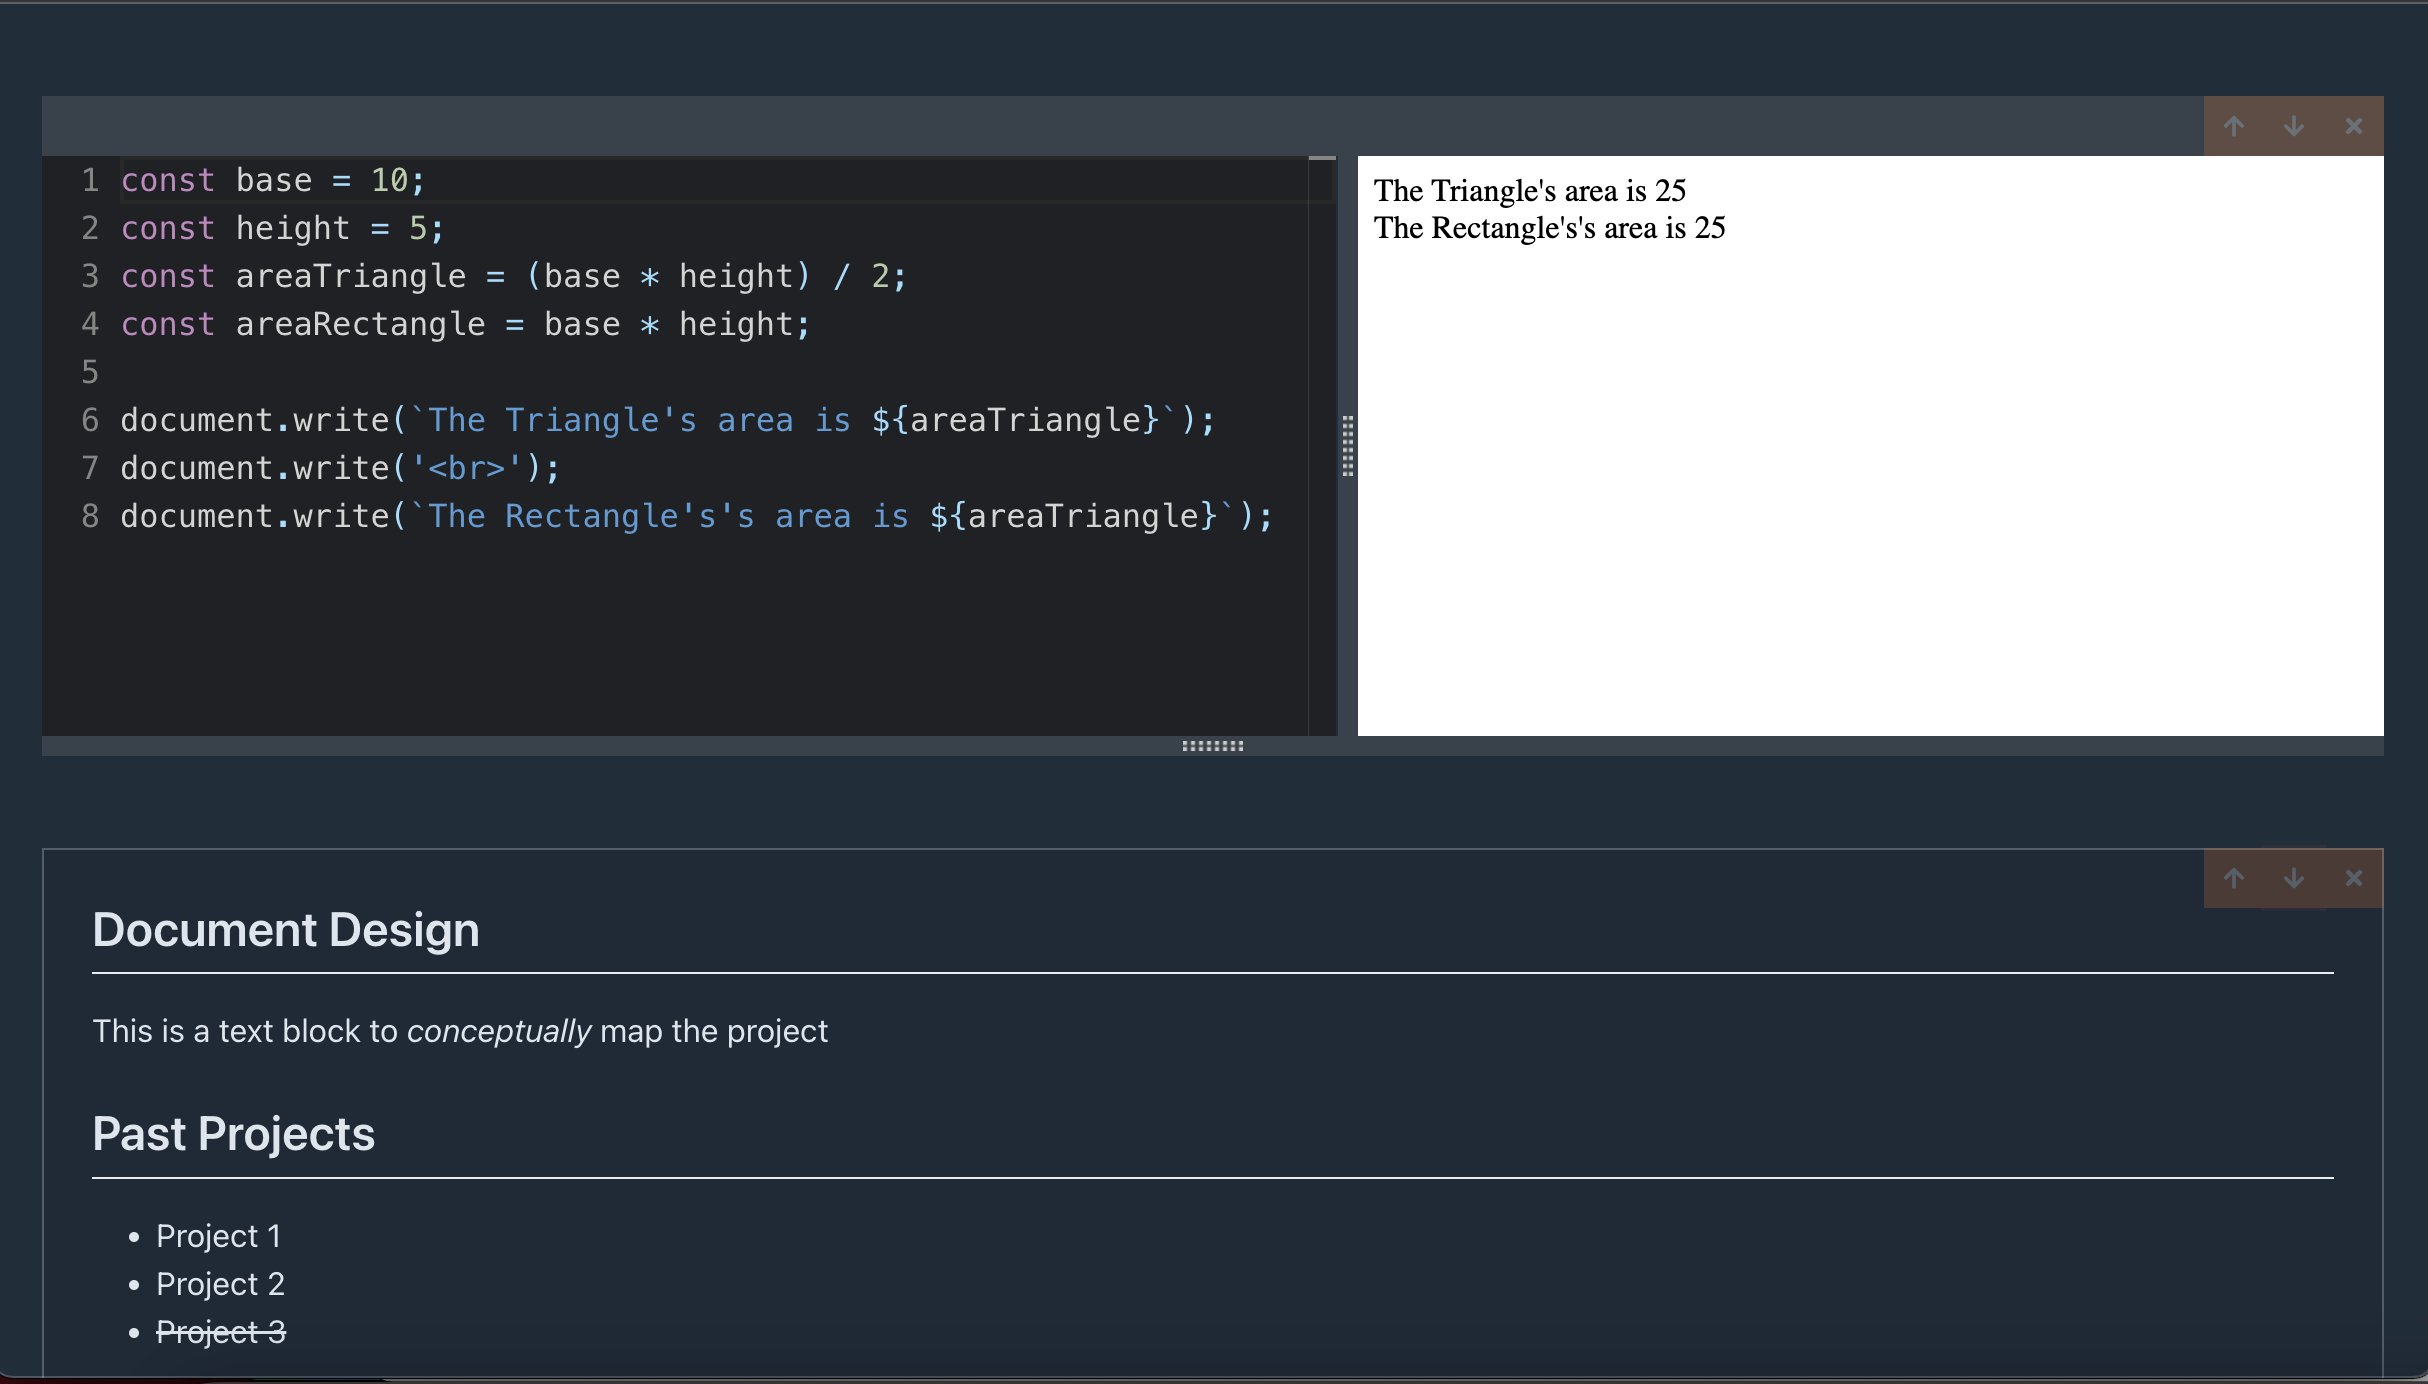 1 const base = 10;
2 const height = 5;
3 const areaTriangle = (base * height) / 2;
4 const areaRectangle = base * height;
5
6 document.write(`The Triangle's area is ${areaTriangle}`);
7 document.write('<br>');
8 document.write(`The Rectangle's's area is ${areaTriangle}`);
The Triangle's area is 25
The Rectangle's's area is 25
Document Design
This is a text block to conceptually map the project
Past Projects
• Project 1
• Project 2
• Project 3